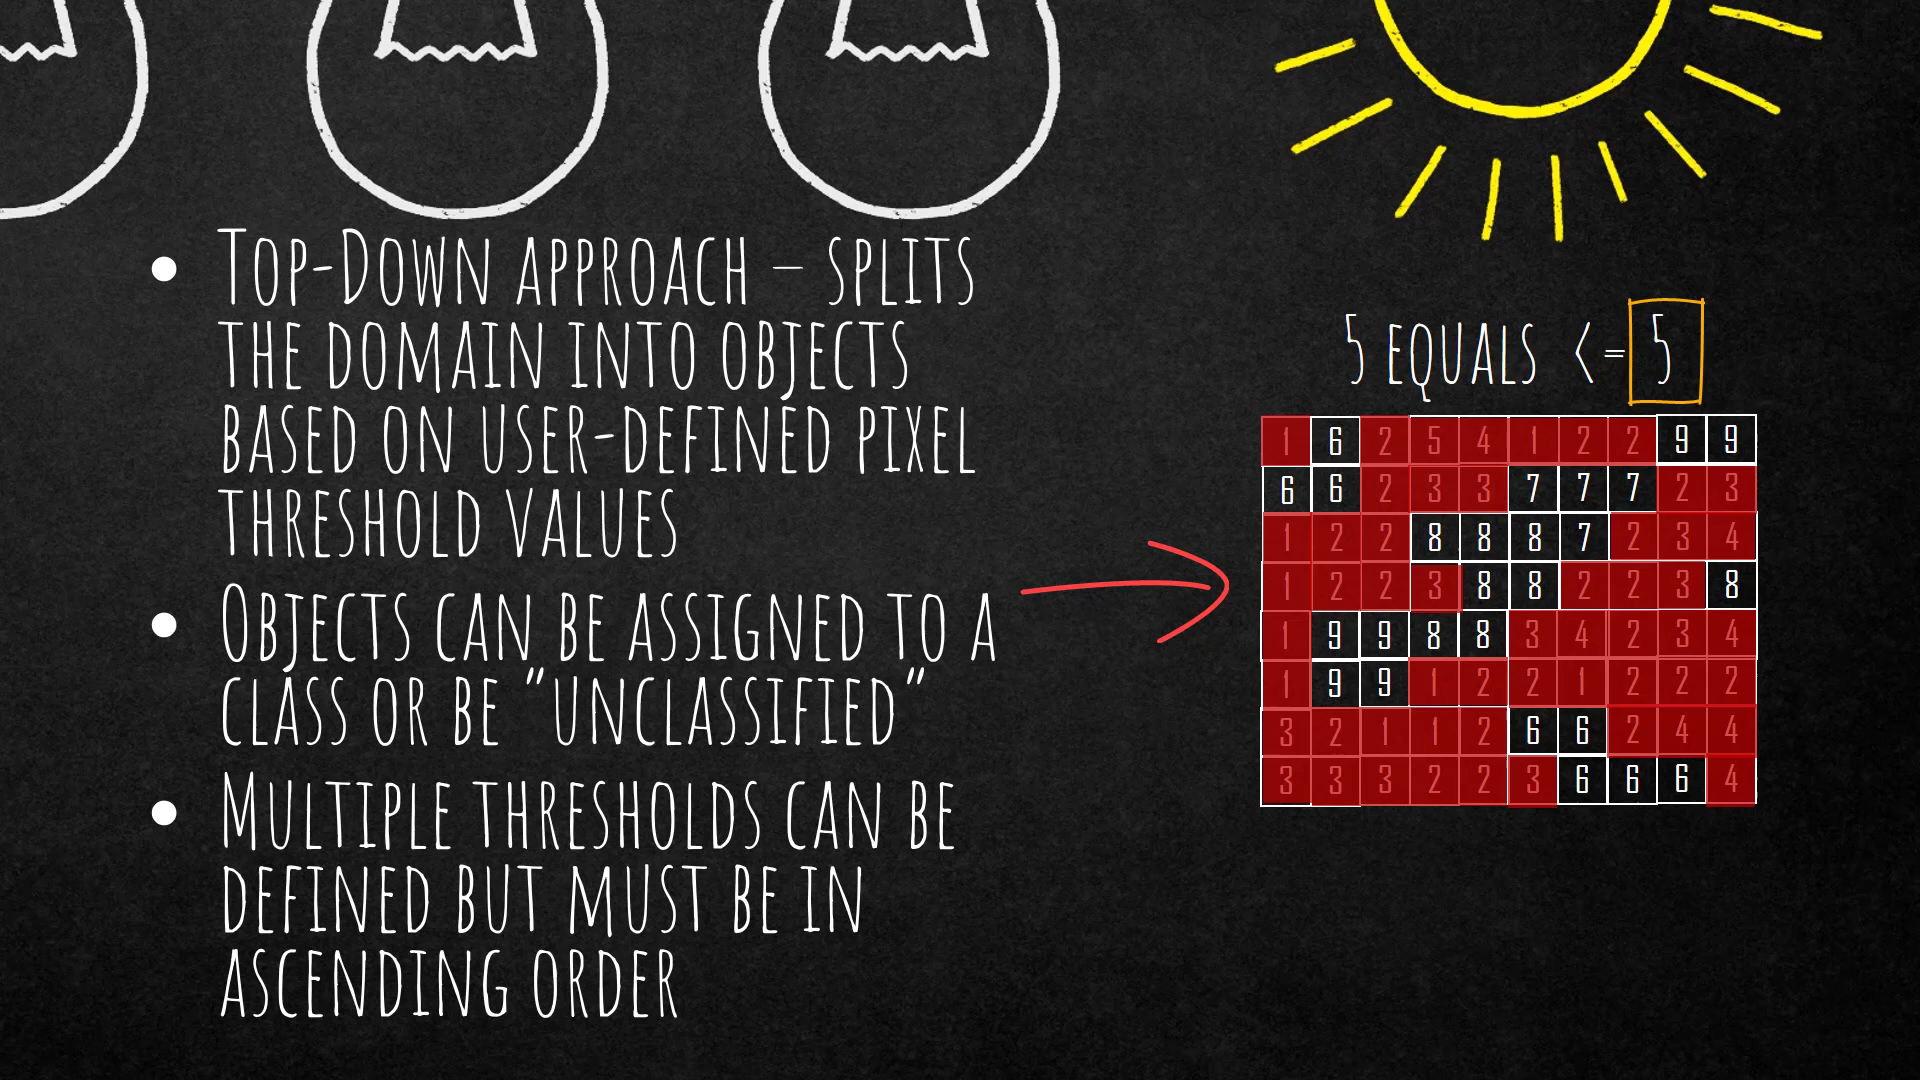 • Top-Down approach – splits
the domain into objects
based on user-defined pixel
threshold values
• Objects can be assigned to a
class or be "unclassified"
• Multiple thresholds can be
defined but must be in
ascending order
5 equals <= 5
1 6 2 5 4 1 2 2 9 9
6 6 2 3 3 7 7 7 2 3
1 2 2 8 8 8 7 2 3 4
1 2 2 3 8 8 2 2 3 8
1 9 9 8 8 3 4 2 3 4
1 9 9 1 2 2 1 2 2 2
3 2 1 1 2 6 6 2 4 4
3 3 3 2 2 3 6 6 6 4